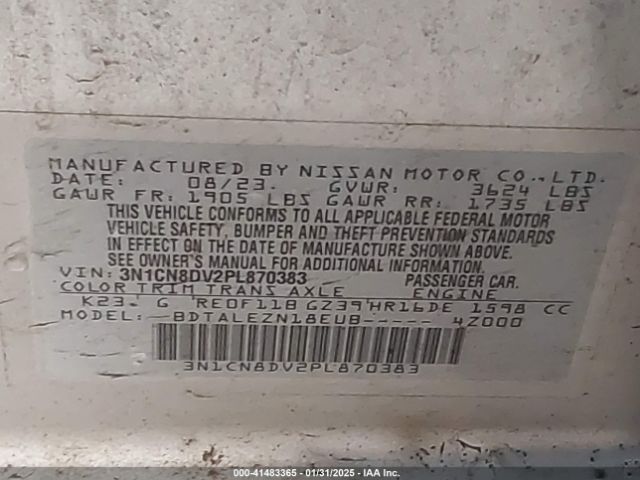 MANUFACTURED BY NISSAN MOTOR CO., LTD.
DATE: 08/23. GVWR: 3624 LBS
GAWR FR: 1905 LBS GAWR RR: 1735 LBS
THIS VEHICLE CONFORMS TO ALL APPLICABLE FEDERAL MOTOR
VEHICLE SAFETY, BUMPER AND THEFT PREVENTION STANDARDS
IN EFFECT ON THE DATE OF MANUFACTURE SHOWN ABOVE.
SEE OWNER'S MANUAL FOR ADDITIONAL INFORMATION.
VIN: 3N1CN8DV2PL870383 PASSENGER CAR.
COLOR TRIM TRANS AXLE ENGINE
K23- G RE0F11B GZ39 HR16DE 1598 CC
MODEL: BDTALEZN18EUB----- 4Z000
3N1CN8DV2PL870383
000-41483365 - 01/31/2025 - IAA Inc.